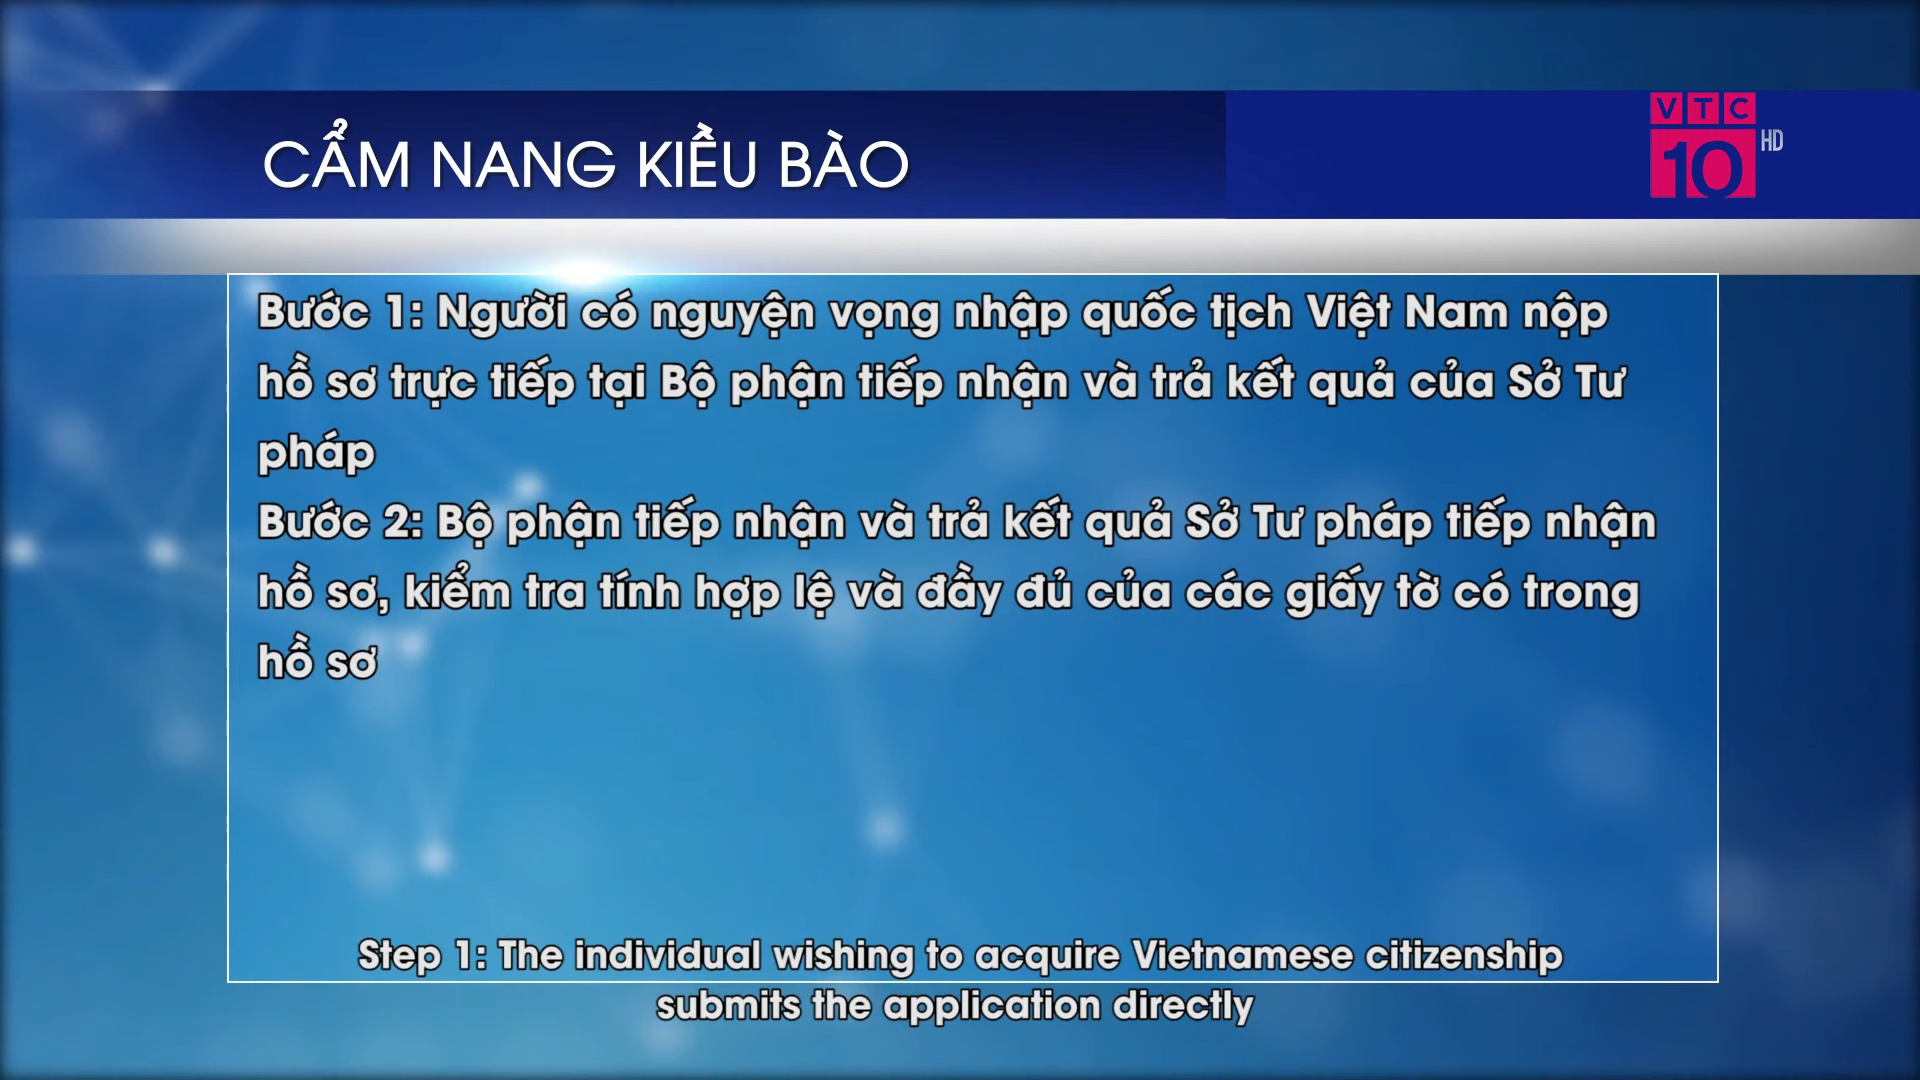 VTC
10 HD
CẨM NANG KIỀU BÀO
Bước 1: Người có nguyện vọng nhập quốc tịch Việt Nam nộp
hồ sơ trực tiếp tại Bộ phận tiếp nhận và trả kết quả của Sở Tư
pháp
Bước 2: Bộ phận tiếp nhận và trả kết quả Sở Tư pháp tiếp nhận
hồ sơ, kiểm tra tính hợp lệ và đầy đủ của các giấy tờ có trong
hồ sơ
Step 1: The individual wishing to acquire Vietnamese citizenship
submits the application directly